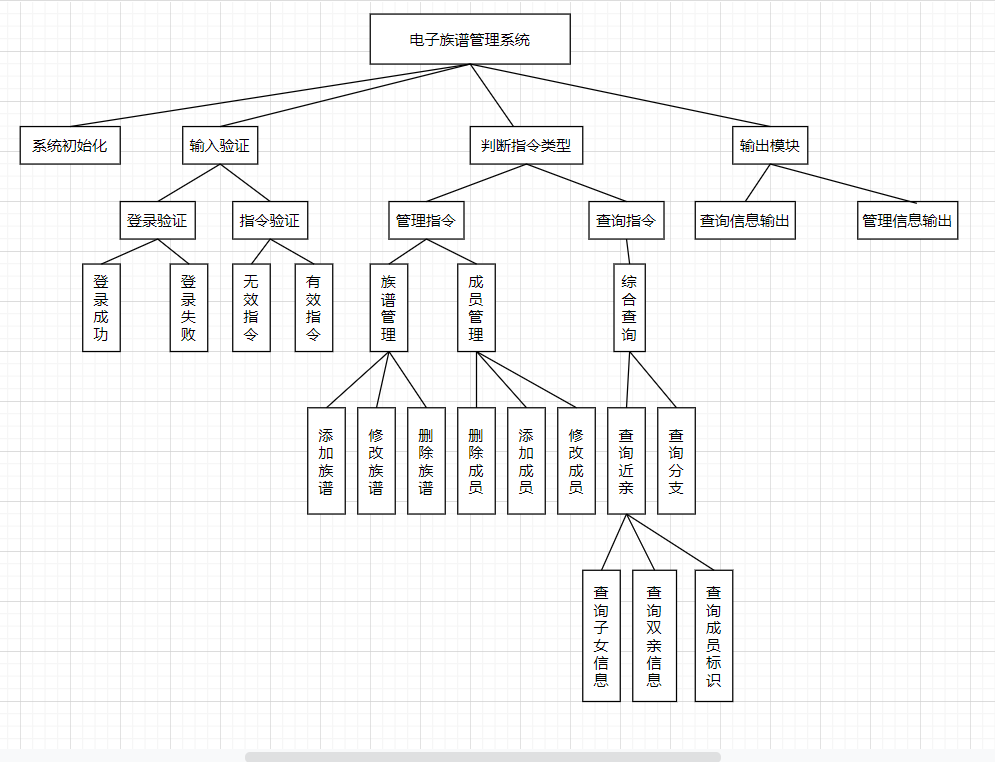 电子族谱管理系统
系统初始化
输入验证
判断指令类型
输出模块
登录验证
指令验证
管理指令
查询指令
查询信息输出
管理信息输出
登录成功
登录失败
无效指令
有效指令
族谱管理
成员管理
综合查询
添加族谱
修改族谱
删除族谱
删除成员
添加成员
修改成员
查询近亲
查询分支
查询子女信息
查询双亲信息
查询成员标识